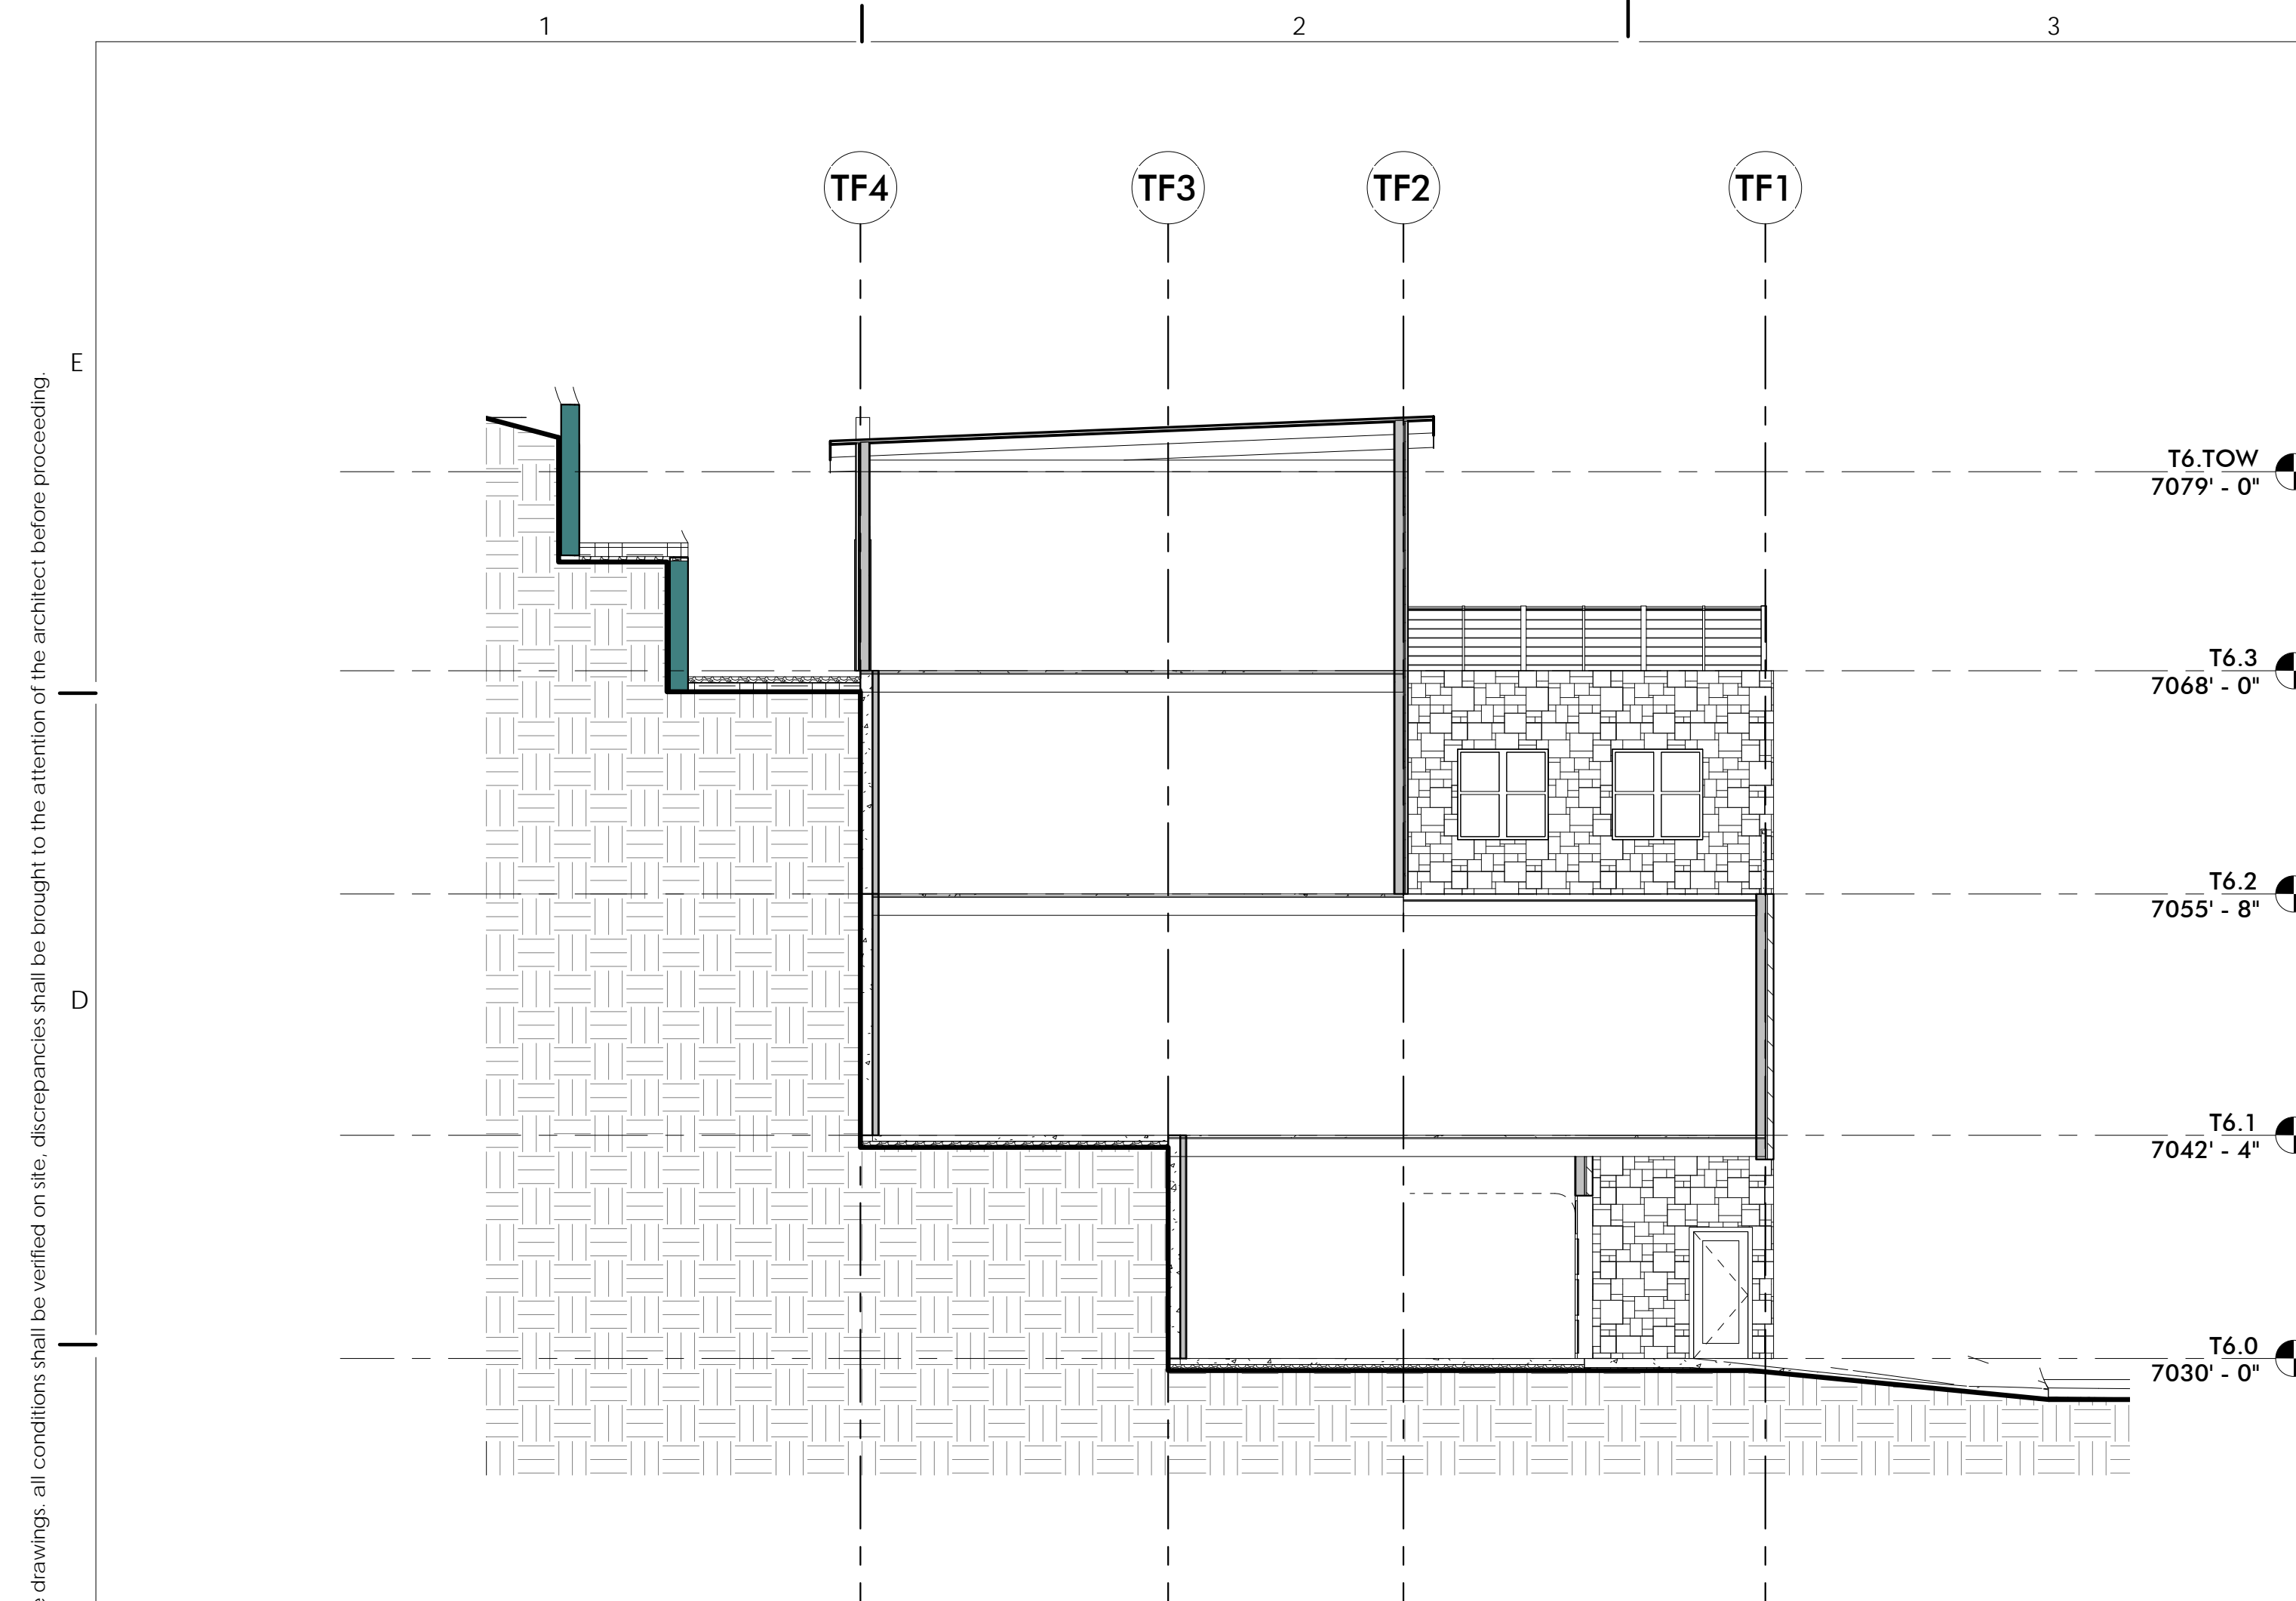 1 2 3
TF4 TF3 TF2 TF1
E
D
drawings. all conditions shall be verified on site, discrepancies shall be brought to the attention of the architect before proceeding.
T6.TOW
7079' - 0"
T6.3
7068' - 0"
T6.2
7055' - 8"
T6.1
7042' - 4"
T6.0
7030' - 0"